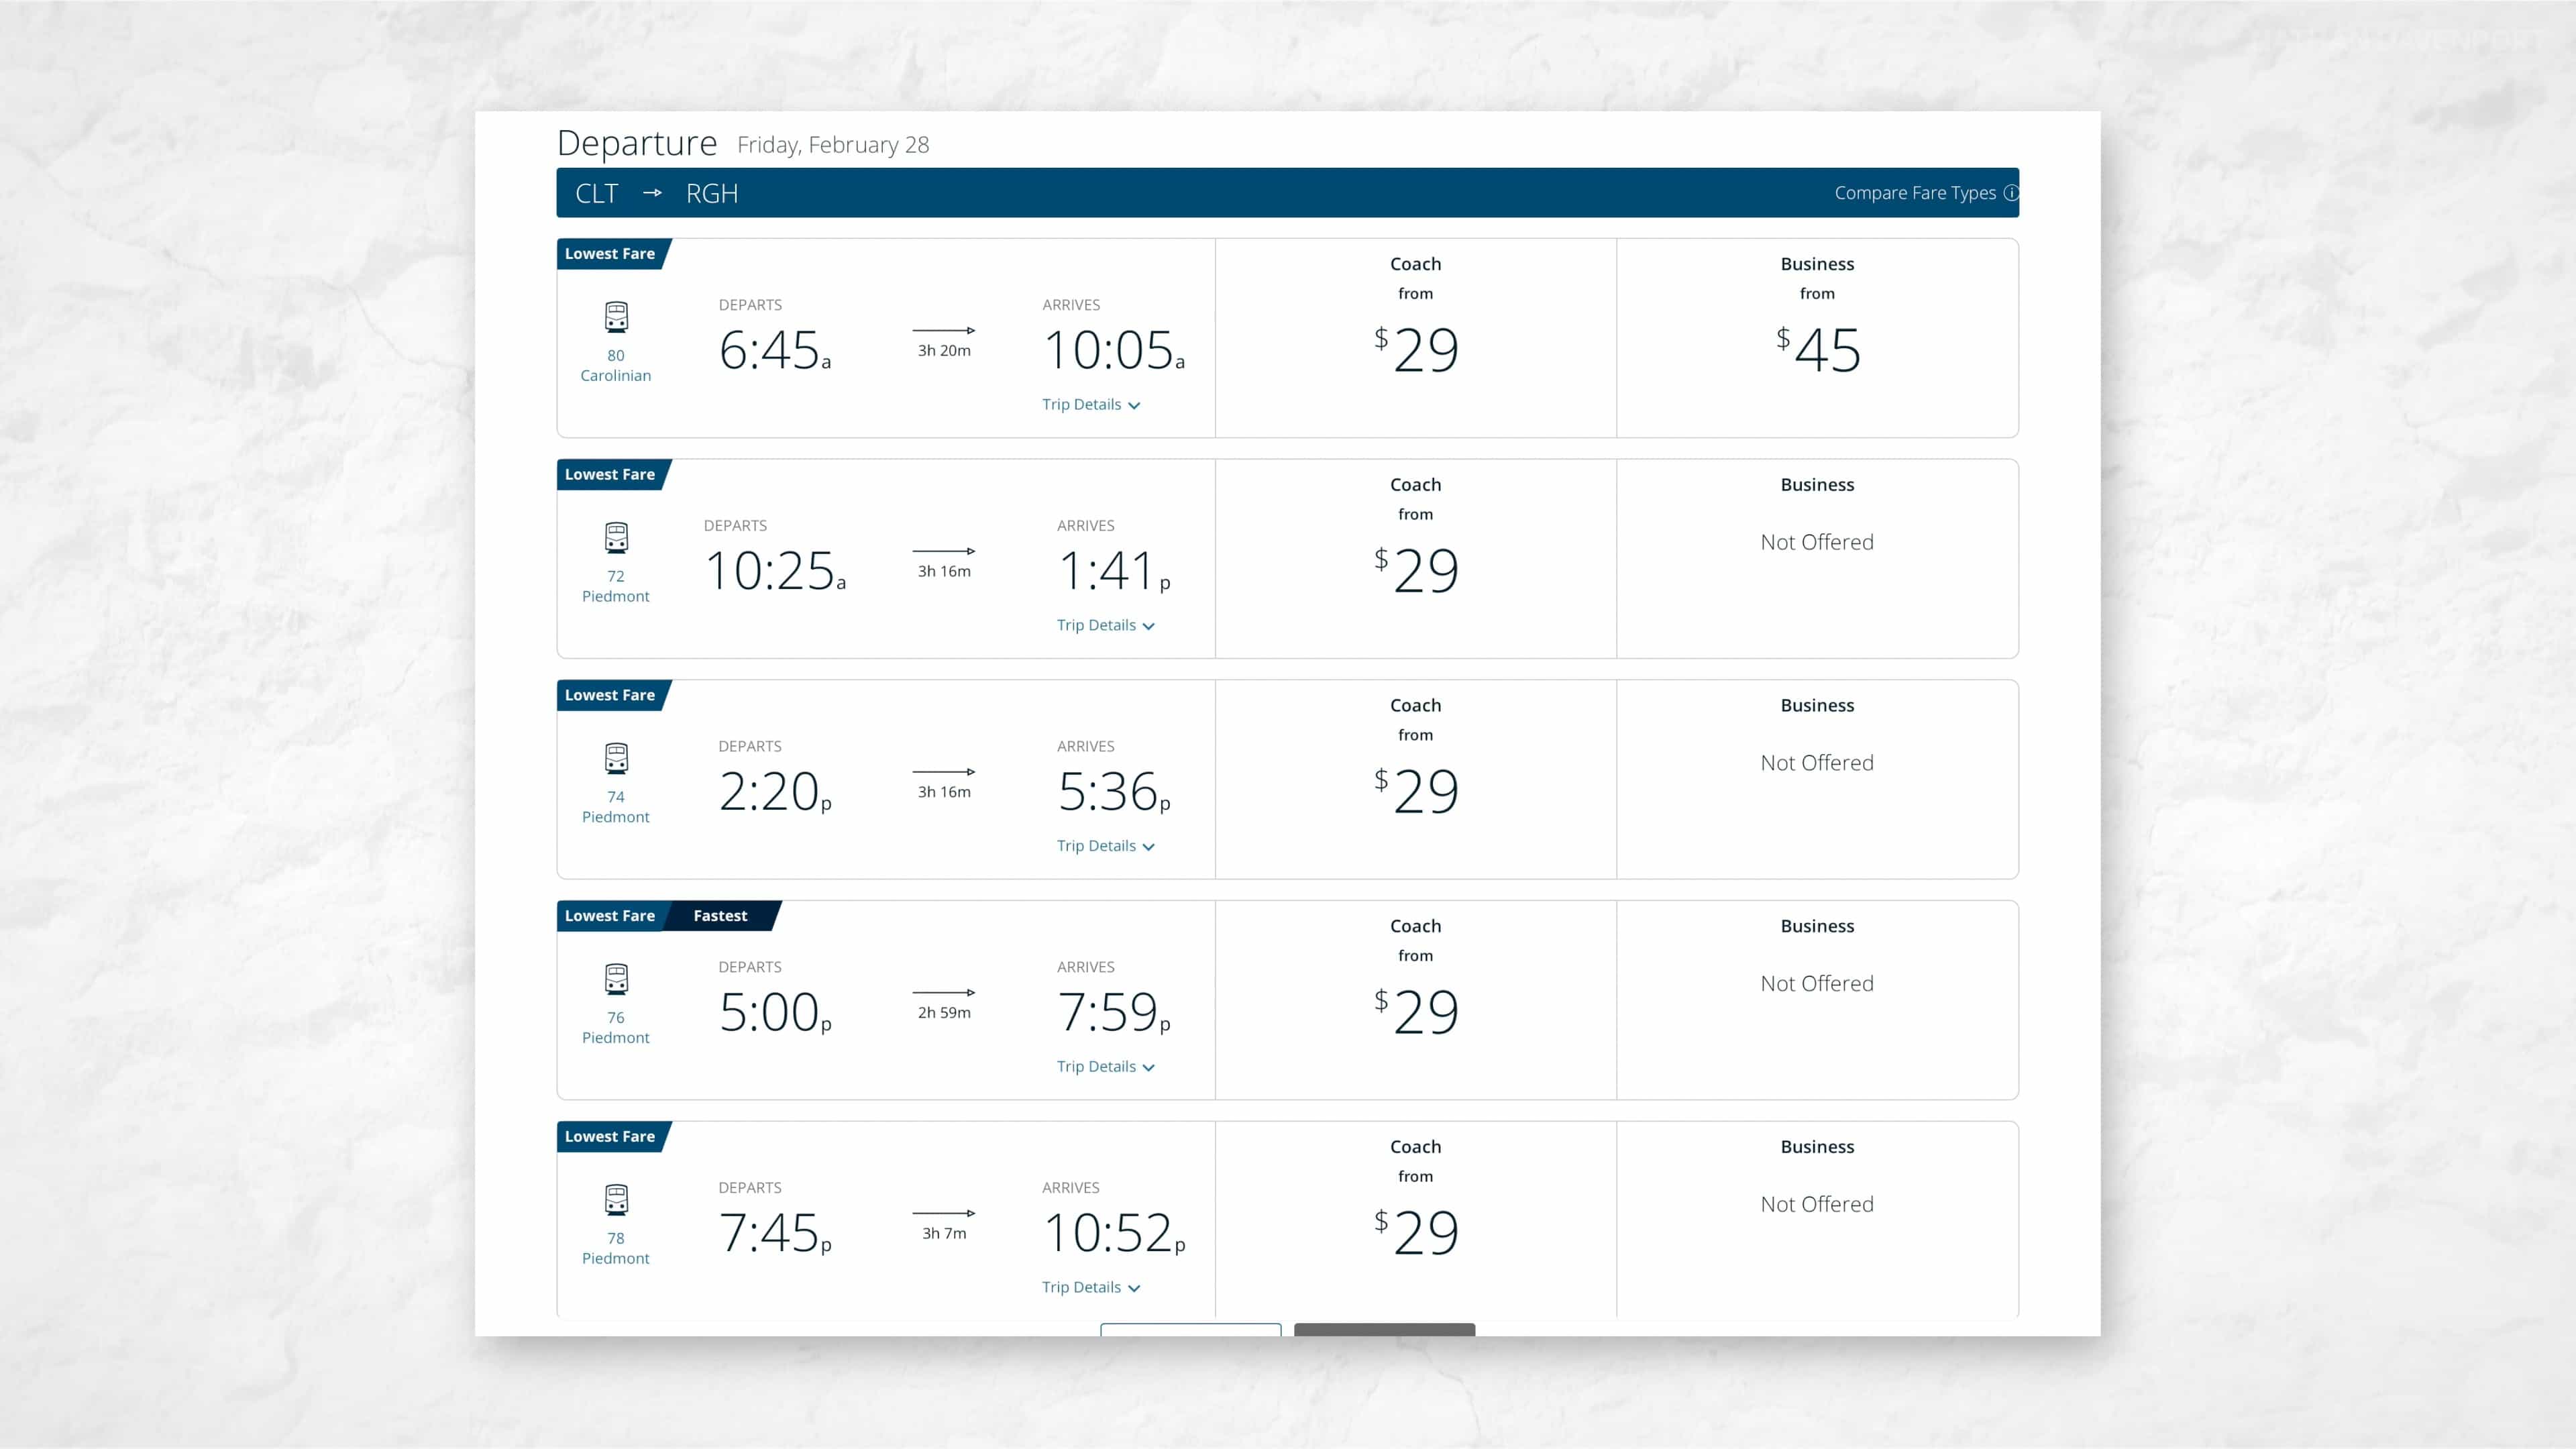 Departure Friday, February 28
CLT → RGH Compare Fare Types
Lowest Fare
80
Carolinian
DEPARTS
6:45a
3h 20m
ARRIVES
10:05a
Trip Details
Coach
from
$29
Business
from
$45
Lowest Fare
72
Piedmont
DEPARTS
10:25a
3h 16m
ARRIVES
1:41p
Trip Details
Coach
from
$29
Business
Not Offered
Lowest Fare
74
Piedmont
DEPARTS
2:20p
3h 16m
ARRIVES
5:36p
Trip Details
Coach
from
$29
Business
Not Offered
Lowest Fare Fastest
76
Piedmont
DEPARTS
5:00p
2h 59m
ARRIVES
7:59p
Trip Details
Coach
from
$29
Business
Not Offered
Lowest Fare
78
Piedmont
DEPARTS
7:45p
3h 7m
ARRIVES
10:52p
Trip Details
Coach
from
$29
Business
Not Offered